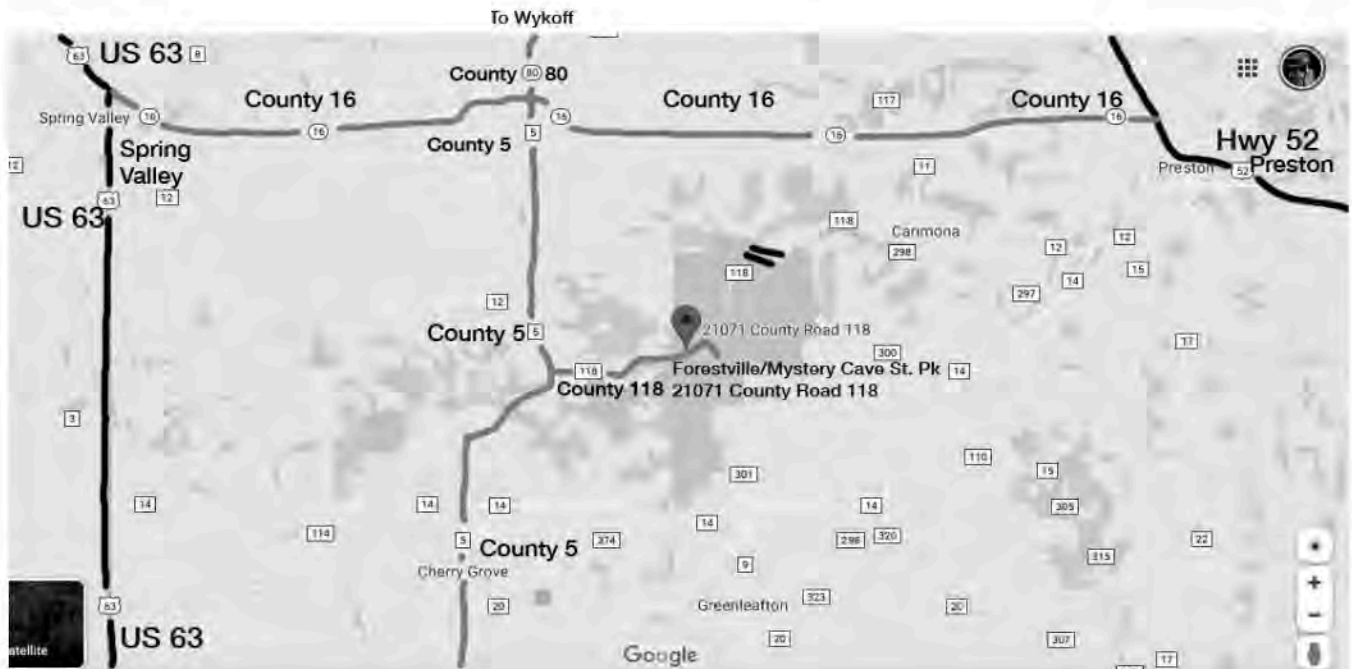 To Wykoff
63
US 63
8
County
80
80
County 16
County 16
117
County 16
Spring Valley
16
16
16
16
16
5
County 5
Hwy 52
Preston
52
Preston
12
Spring
Valley
11
63
12
US 63
118
Carimona
298
12
12
118
14
15
297
12
County 5
5
21071 County Road 118
17
300
118
Forestville/Mystery Cave St. Pk
14
County 118
21071 County Road 118
3
110
15
301
14
14
14
14
305
14
114
5
County 5
374
298
320
22
Cherry Grove
315
9
63
20
Greenleafton
323
20
US 63
20
307
17
atellite
Google
+
−